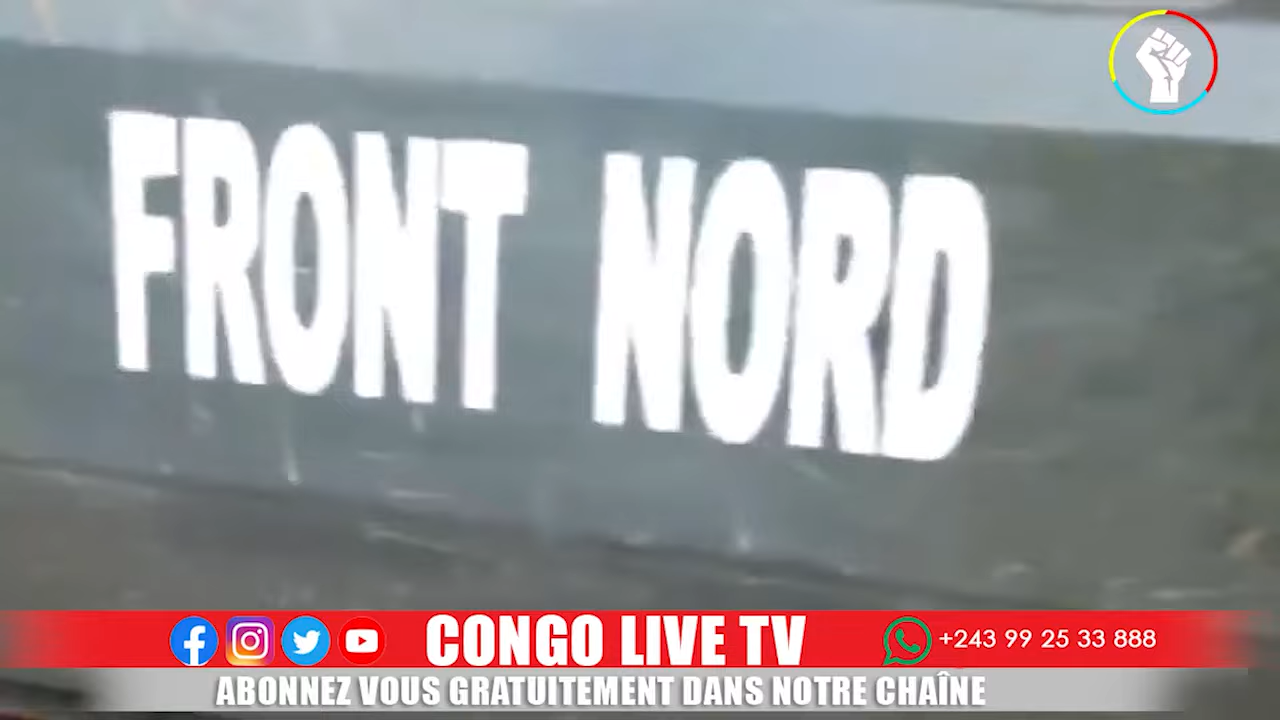 FRONT NORD
CONGO LIVE TV
+243 99 25 33 888
ABONNEZ VOUS GRATUITEMENT DANS NOTRE CHAÎNE